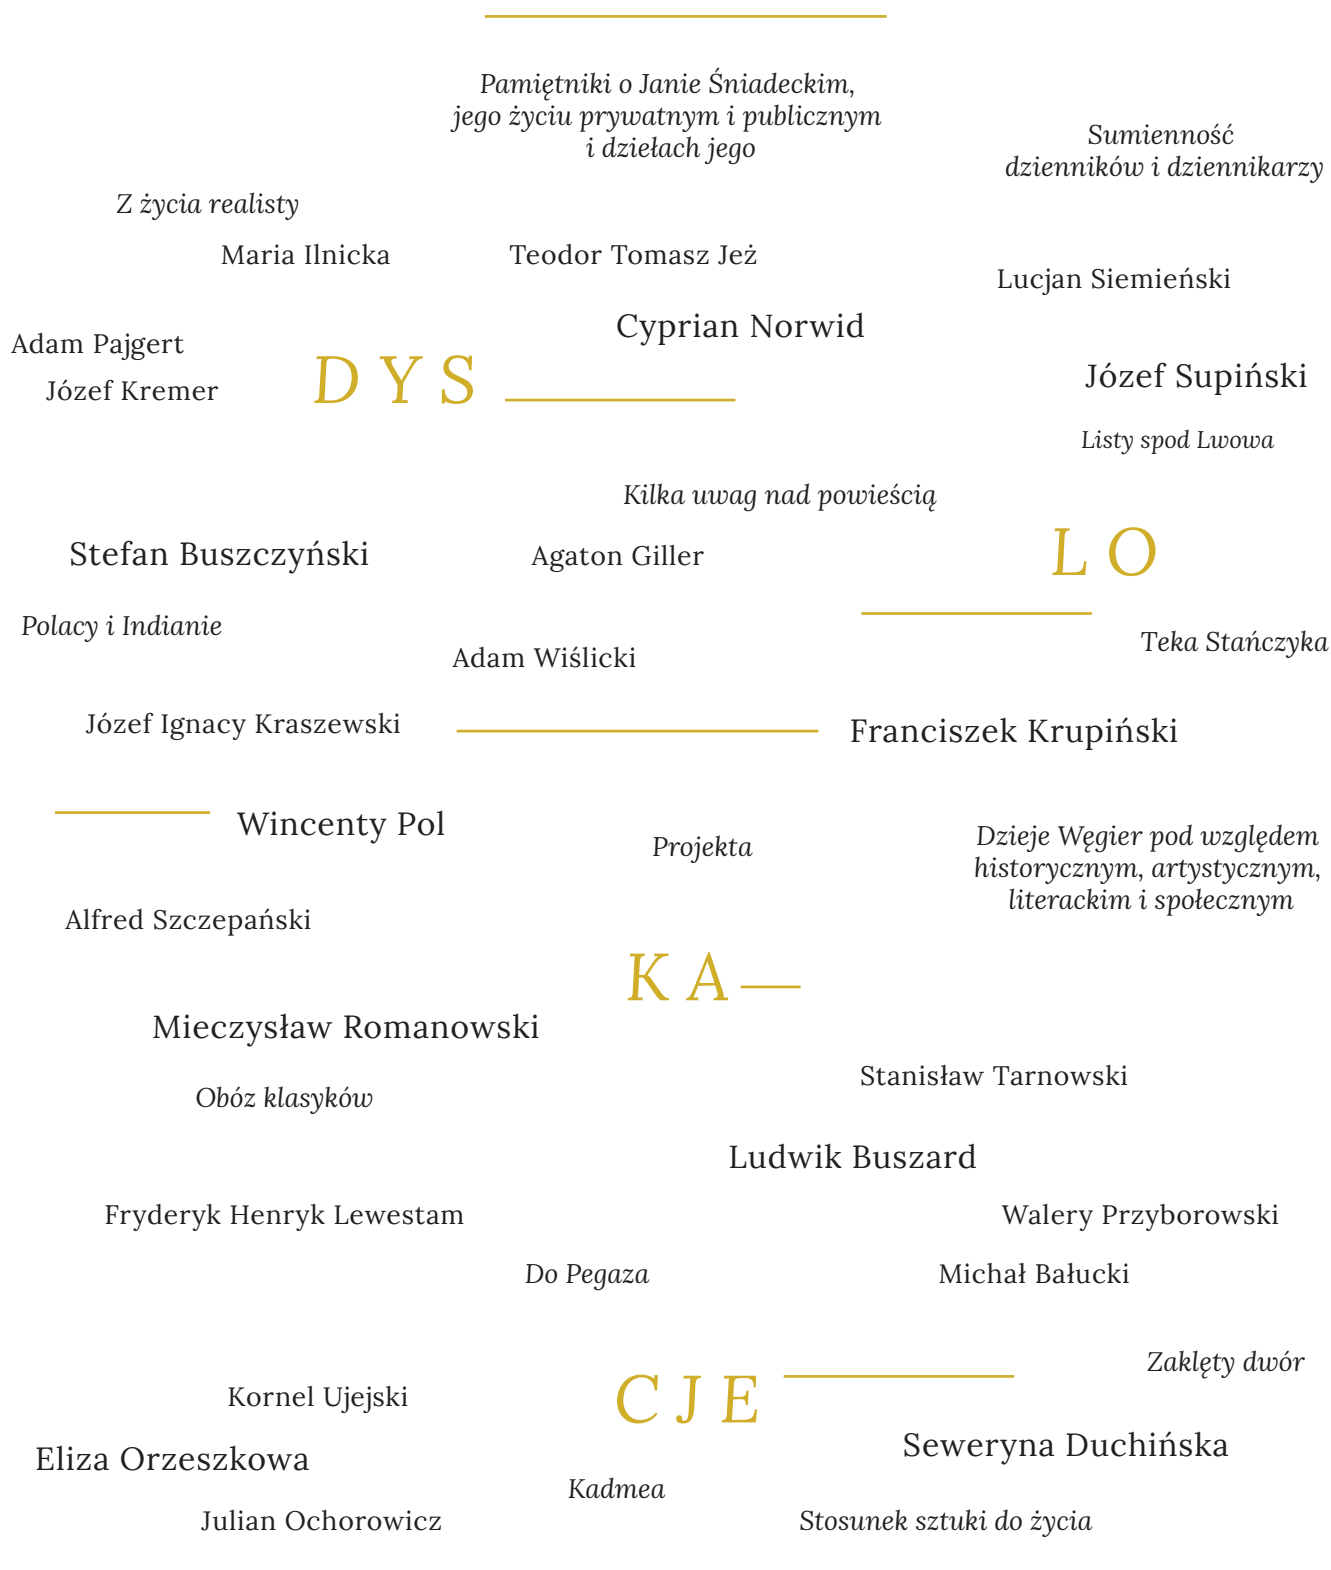 Pamiętniki o Janie Śniadeckim,
jego życiu prywatnym i publicznym
i dziełach jego
Sumienność
dzienników i dziennikarzy
Z życia realisty
Maria Ilnicka
Teodor Tomasz Jeż
Lucjan Siemieński
Cyprian Norwid
Adam Pajgert
DYS
Józef Supiński
Józef Kremer
Listy spod Lwowa
Kilka uwag nad powieścią
Stefan Buszczyński
Agaton Giller
LO
Polacy i Indianie
Teka Stańczyka
Adam Wiślicki
Józef Ignacy Kraszewski
Franciszek Krupiński
Wincenty Pol
Projekta
Dzieje Węgier pod względem
historycznym, artystycznym,
literackim i społecznym
Alfred Szczepański
KA
Mieczysław Romanowski
Stanisław Tarnowski
Obóz klasyków
Ludwik Buszard
Fryderyk Henryk Lewestam
Walery Przyborowski
Do Pegaza
Michał Bałucki
Zaklęty dwór
Kornel Ujejski
CJE
Seweryna Duchińska
Eliza Orzeszkowa
Kadmea
Julian Ochorowicz
Stosunek sztuki do życia